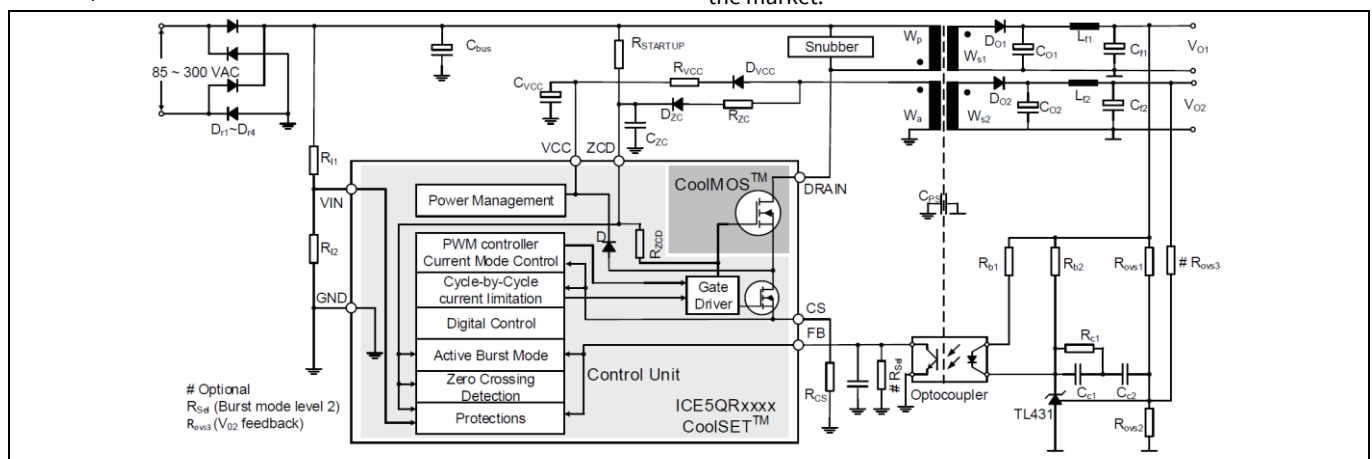 the market.
85 ~ 300 VAC
Dr1~Dr4
Cbus
RSTARTUP
Snubber
Wp
Ws1
DO1
CO1
Lf1
Cf1
VO1
CVCC
RVCC
DVCC
DZC
RZC
CZC
Wa
Ws2
DO2
CO2
Lf2
Cf2
VO2
RI1
VIN
RI2
GND
VCC
ZCD
CoolMOS™
DRAIN
Power Management
D
RZCD
PWM controller
Current Mode Control
Cycle-by-Cycle
current limitation
Digital Control
Active Burst Mode
Zero Crossing
Detection
Protections
Gate
Driver
Control Unit
ICE5QRxxxx
CoolSET™
CS
FB
RCS
# RSel
Optocoupler
CPS
Rb1
Rb2
Rovs1
# Rovs3
Rc1
Cc1
Cc2
TL431
Rovs2
# Optional
RSel (Burst mode level 2)
Rovs3 (V02 feedback)